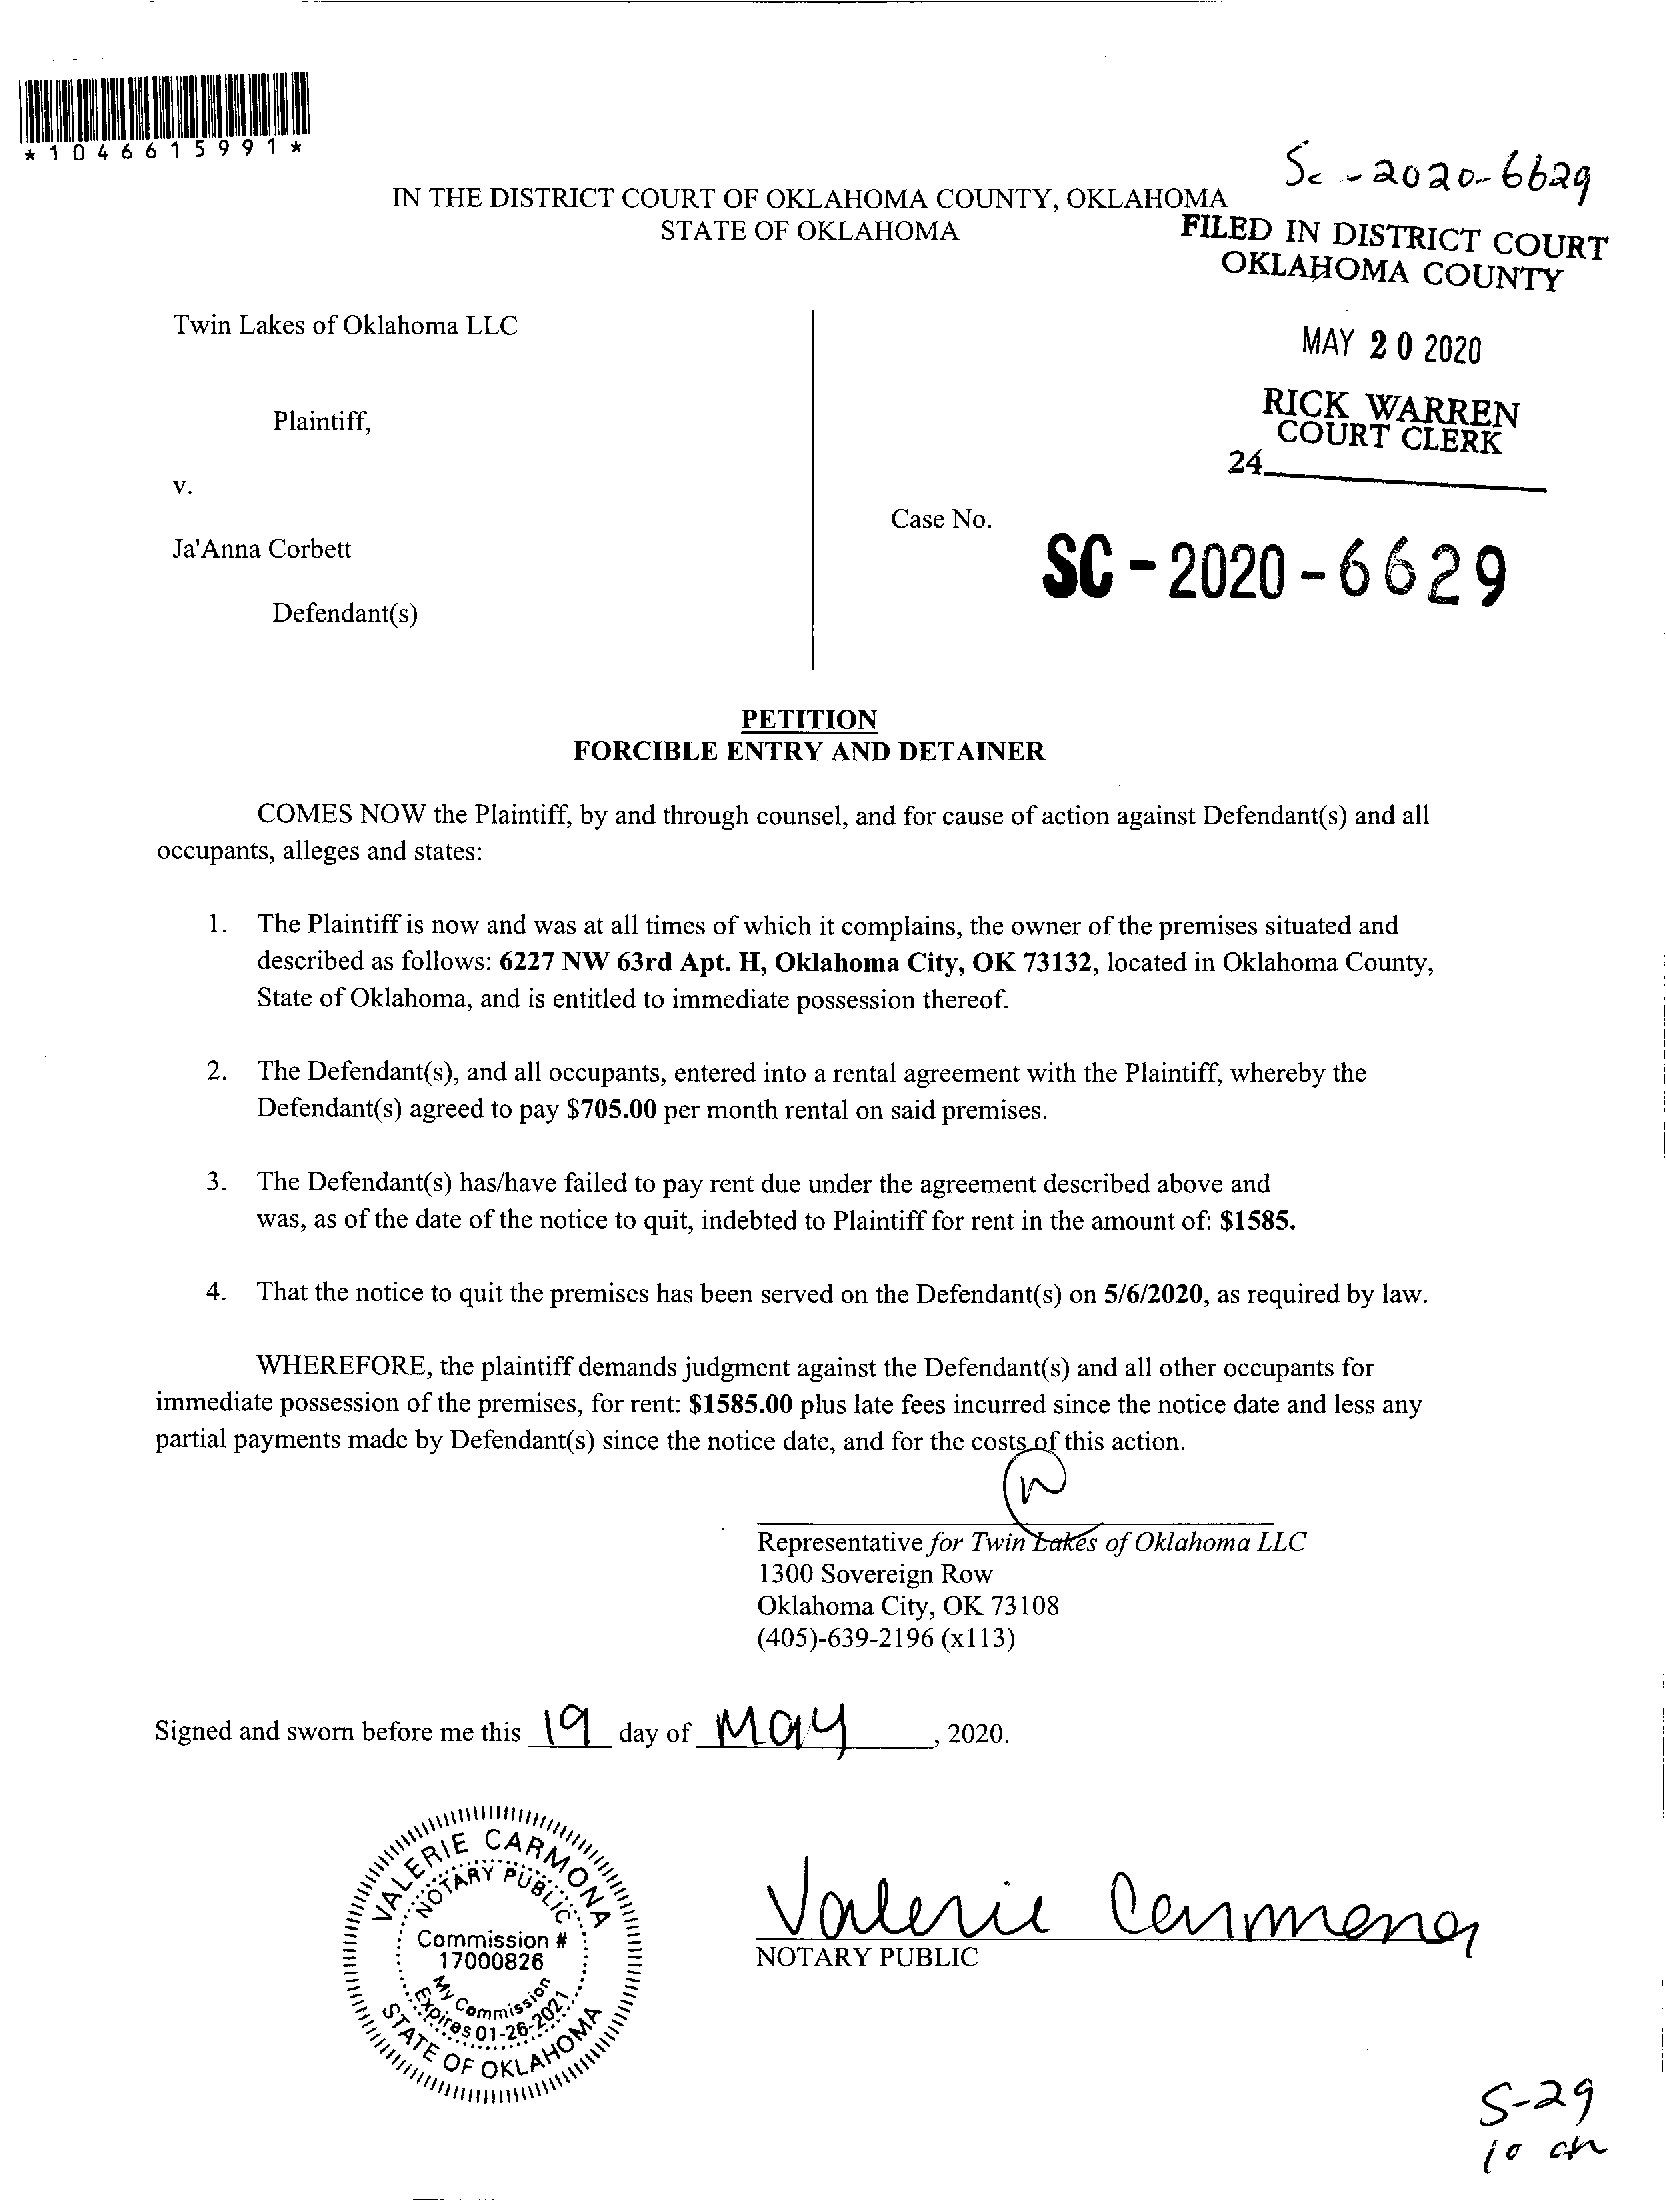 *1046615991*
Sc-2020-6629
IN THE DISTRICT COURT OF OKLAHOMA COUNTY, OKLAHOMA
STATE OF OKLAHOMA
FILED IN DISTRICT COURT
OKLAHOMA COUNTY
MAY 20 2020
RICK WARREN
COURT CLERK
24
Twin Lakes of Oklahoma LLC
Plaintiff,
v.
Ja'Anna Corbett
Defendant(s)
Case No.
SC-2020-6629
PETITION
FORCIBLE ENTRY AND DETAINER
COMES NOW the Plaintiff, by and through counsel, and for cause of action against Defendant(s) and all
occupants, alleges and states:
1. The Plaintiff is now and was at all times of which it complains, the owner of the premises situated and
described as follows: 6227 NW 63rd Apt. H, Oklahoma City, OK 73132, located in Oklahoma County,
State of Oklahoma, and is entitled to immediate possession thereof.
2. The Defendant(s), and all occupants, entered into a rental agreement with the Plaintiff, whereby the
Defendant(s) agreed to pay $705.00 per month rental on said premises.
3. The Defendant(s) has/have failed to pay rent due under the agreement described above and
was, as of the date of the notice to quit, indebted to Plaintiff for rent in the amount of: $1585.
4. That the notice to quit the premises has been served on the Defendant(s) on 5/6/2020, as required by law.
WHEREFORE, the plaintiff demands judgment against the Defendant(s) and all other occupants for
immediate possession of the premises, for rent: $1585.00 plus late fees incurred since the notice date and less any
partial payments made by Defendant(s) since the notice date, and for the costs of this action.
Representative for Twin Lakes of Oklahoma LLC
1300 Sovereign Row
Oklahoma City, OK 73108
(405)-639-2196 (x113)
Signed and sworn before me this 19 day of May, 2020.
VALERIE CARMONA
NOTARY PUBLIC
Commission #
17000826
My Commission
Expires 01-26-2021
STATE OF OKLAHOMA
Valerie Carmona
NOTARY PUBLIC
5-29